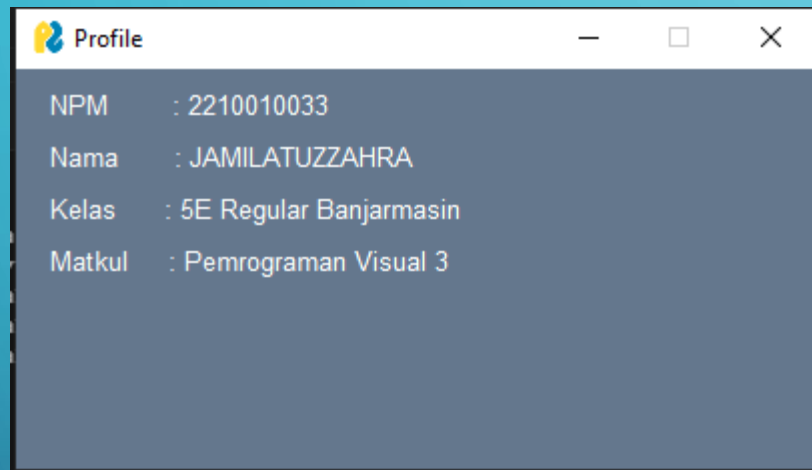 Profile
NPM : 2210010033
Nama : JAMILATUZZAHRA
Kelas : 5E Regular Banjarmasin
Matkul : Pemrograman Visual 3